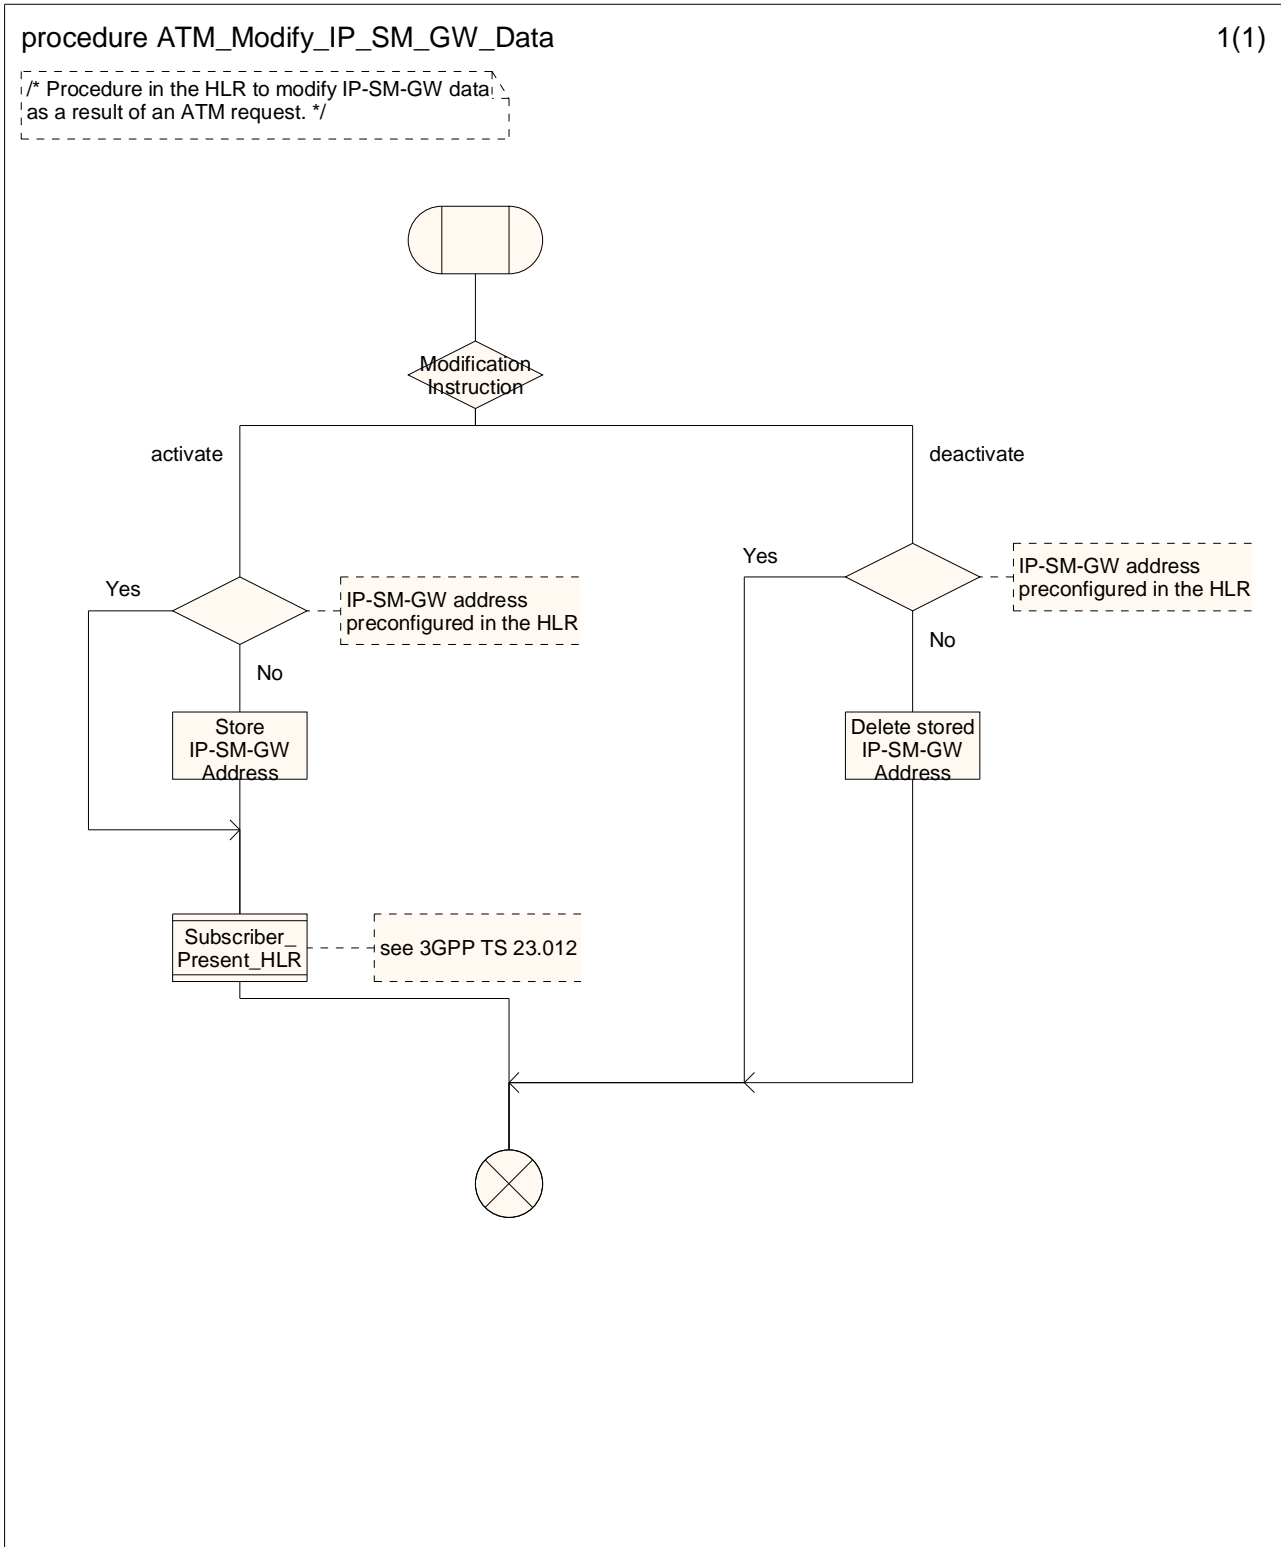 procedure ATM_Modify_IP_SM_GW_Data
1(1)
/* Procedure in the HLR to modify IP-SM-GW data
as a result of an ATM request. */
Modification
Instruction
activate
deactivate
Yes
IP-SM-GW address
preconfigured in the HLR
No
Store
IP-SM-GW
Address
Subscriber_
Present_HLR
see 3GPP TS 23.012
Yes
IP-SM-GW address
preconfigured in the HLR
No
Delete stored
IP-SM-GW
Address